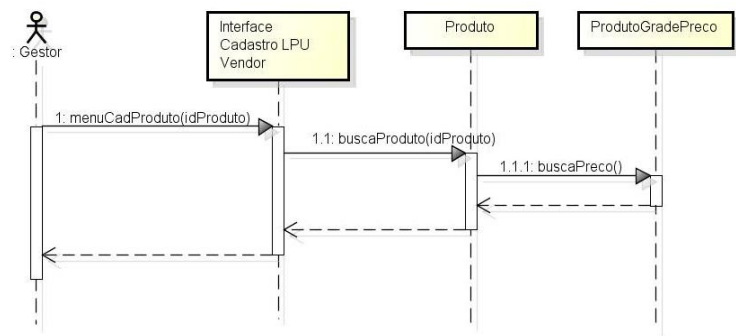 : Gestor
Interface
Cadastro LPU
Vendor
Produto
ProdutoGradePreco
1: menuCadProduto(idProduto)
1.1: buscaProduto(idProduto)
1.1.1: buscaPreco()